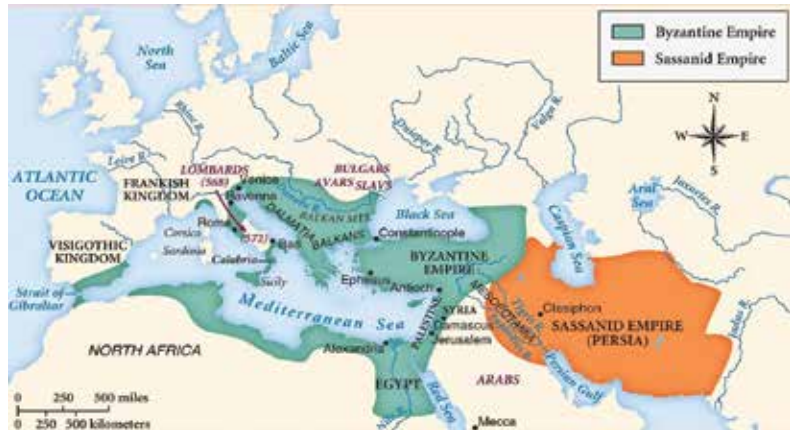 Byzantine Empire
Sassanid Empire
North
Sea
Baltic Sea
N
W
E
S
Rhine R.
Loire R.
Dnieper R.
Volga R.
ATLANTIC
OCEAN
FRANKISH
KINGDOM
LOMBARDS
(568)
Venice
Ravenna
BULGARS
AVARS
SLAVS
Aral
Sea
Jaxartes R.
VISIGOTHIC
KINGDOM
Corsica
Sardinia
Rome
(572)
Bari
DALMATIA
BALKAN MTS
BALKANS
Black Sea
Constantinople
Caspian Sea
Calabria
Sicily
Ephesus
BYZANTINE
EMPIRE
Antioch
Strait of
Gibraltar
Mediterranean Sea
SYRIA
PALESTINE
Damascus
Jerusalem
MESOPOTAMIA
Tigris R.
Ctesiphon
SASSANID EMPIRE
(PERSIA)
Indus R.
NORTH AFRICA
Alexandria
EGYPT
Nile R.
Red Sea
ARABS
Persian Gulf
Mecca
0 250 500 miles
0 250 500 kilometers